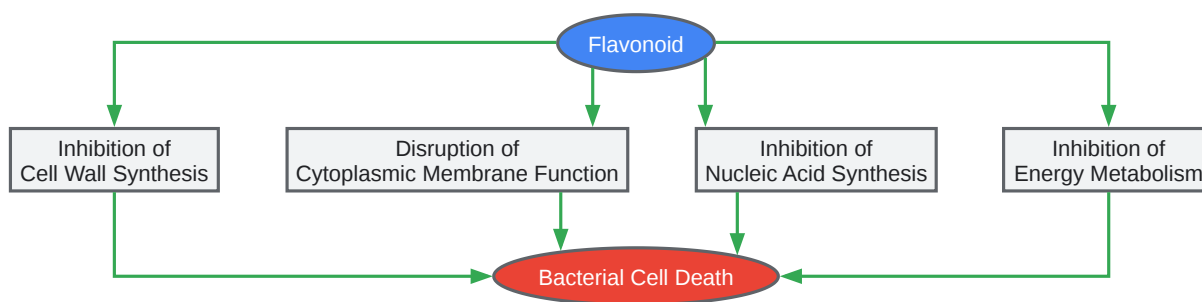 Flavonoid
Inhibition of
Cell Wall Synthesis
Disruption of
Cytoplasmic Membrane Function
Inhibition of
Nucleic Acid Synthesis
Inhibition of
Energy Metabolism
Bacterial Cell Death